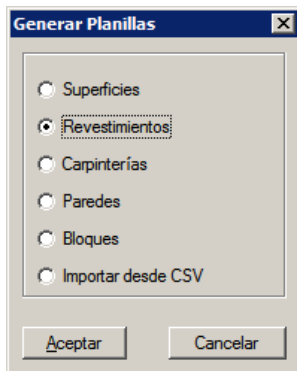 Generar Planillas
Superficies
Revestimientos
Carpinterías
Paredes
Bloques
Importar desde CSV
Aceptar
Cancelar